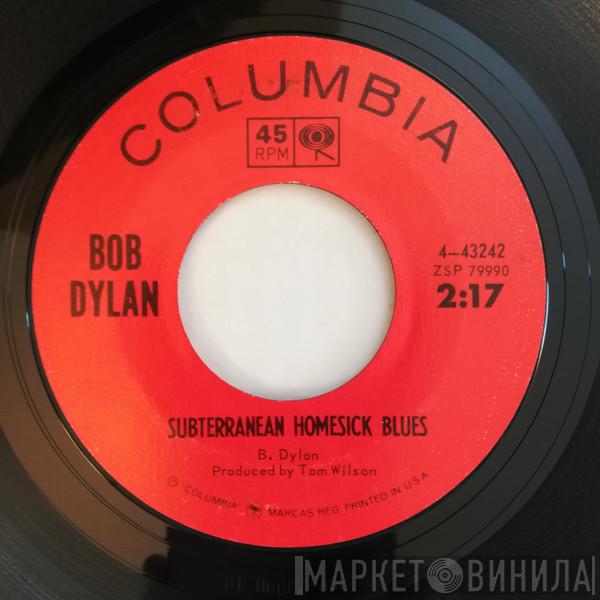 COLUMBIA
45
RPM
BOB
DYLAN
4-43242
ZSP 79990
2:17
SUBTERRANEAN HOMESICK BLUES
B. Dylan
Produced by Tom Wilson
℗ "COLUMBIA" MARCAS REG. PRINTED IN U.S.A.
МАРКЕТ ВИНИЛА